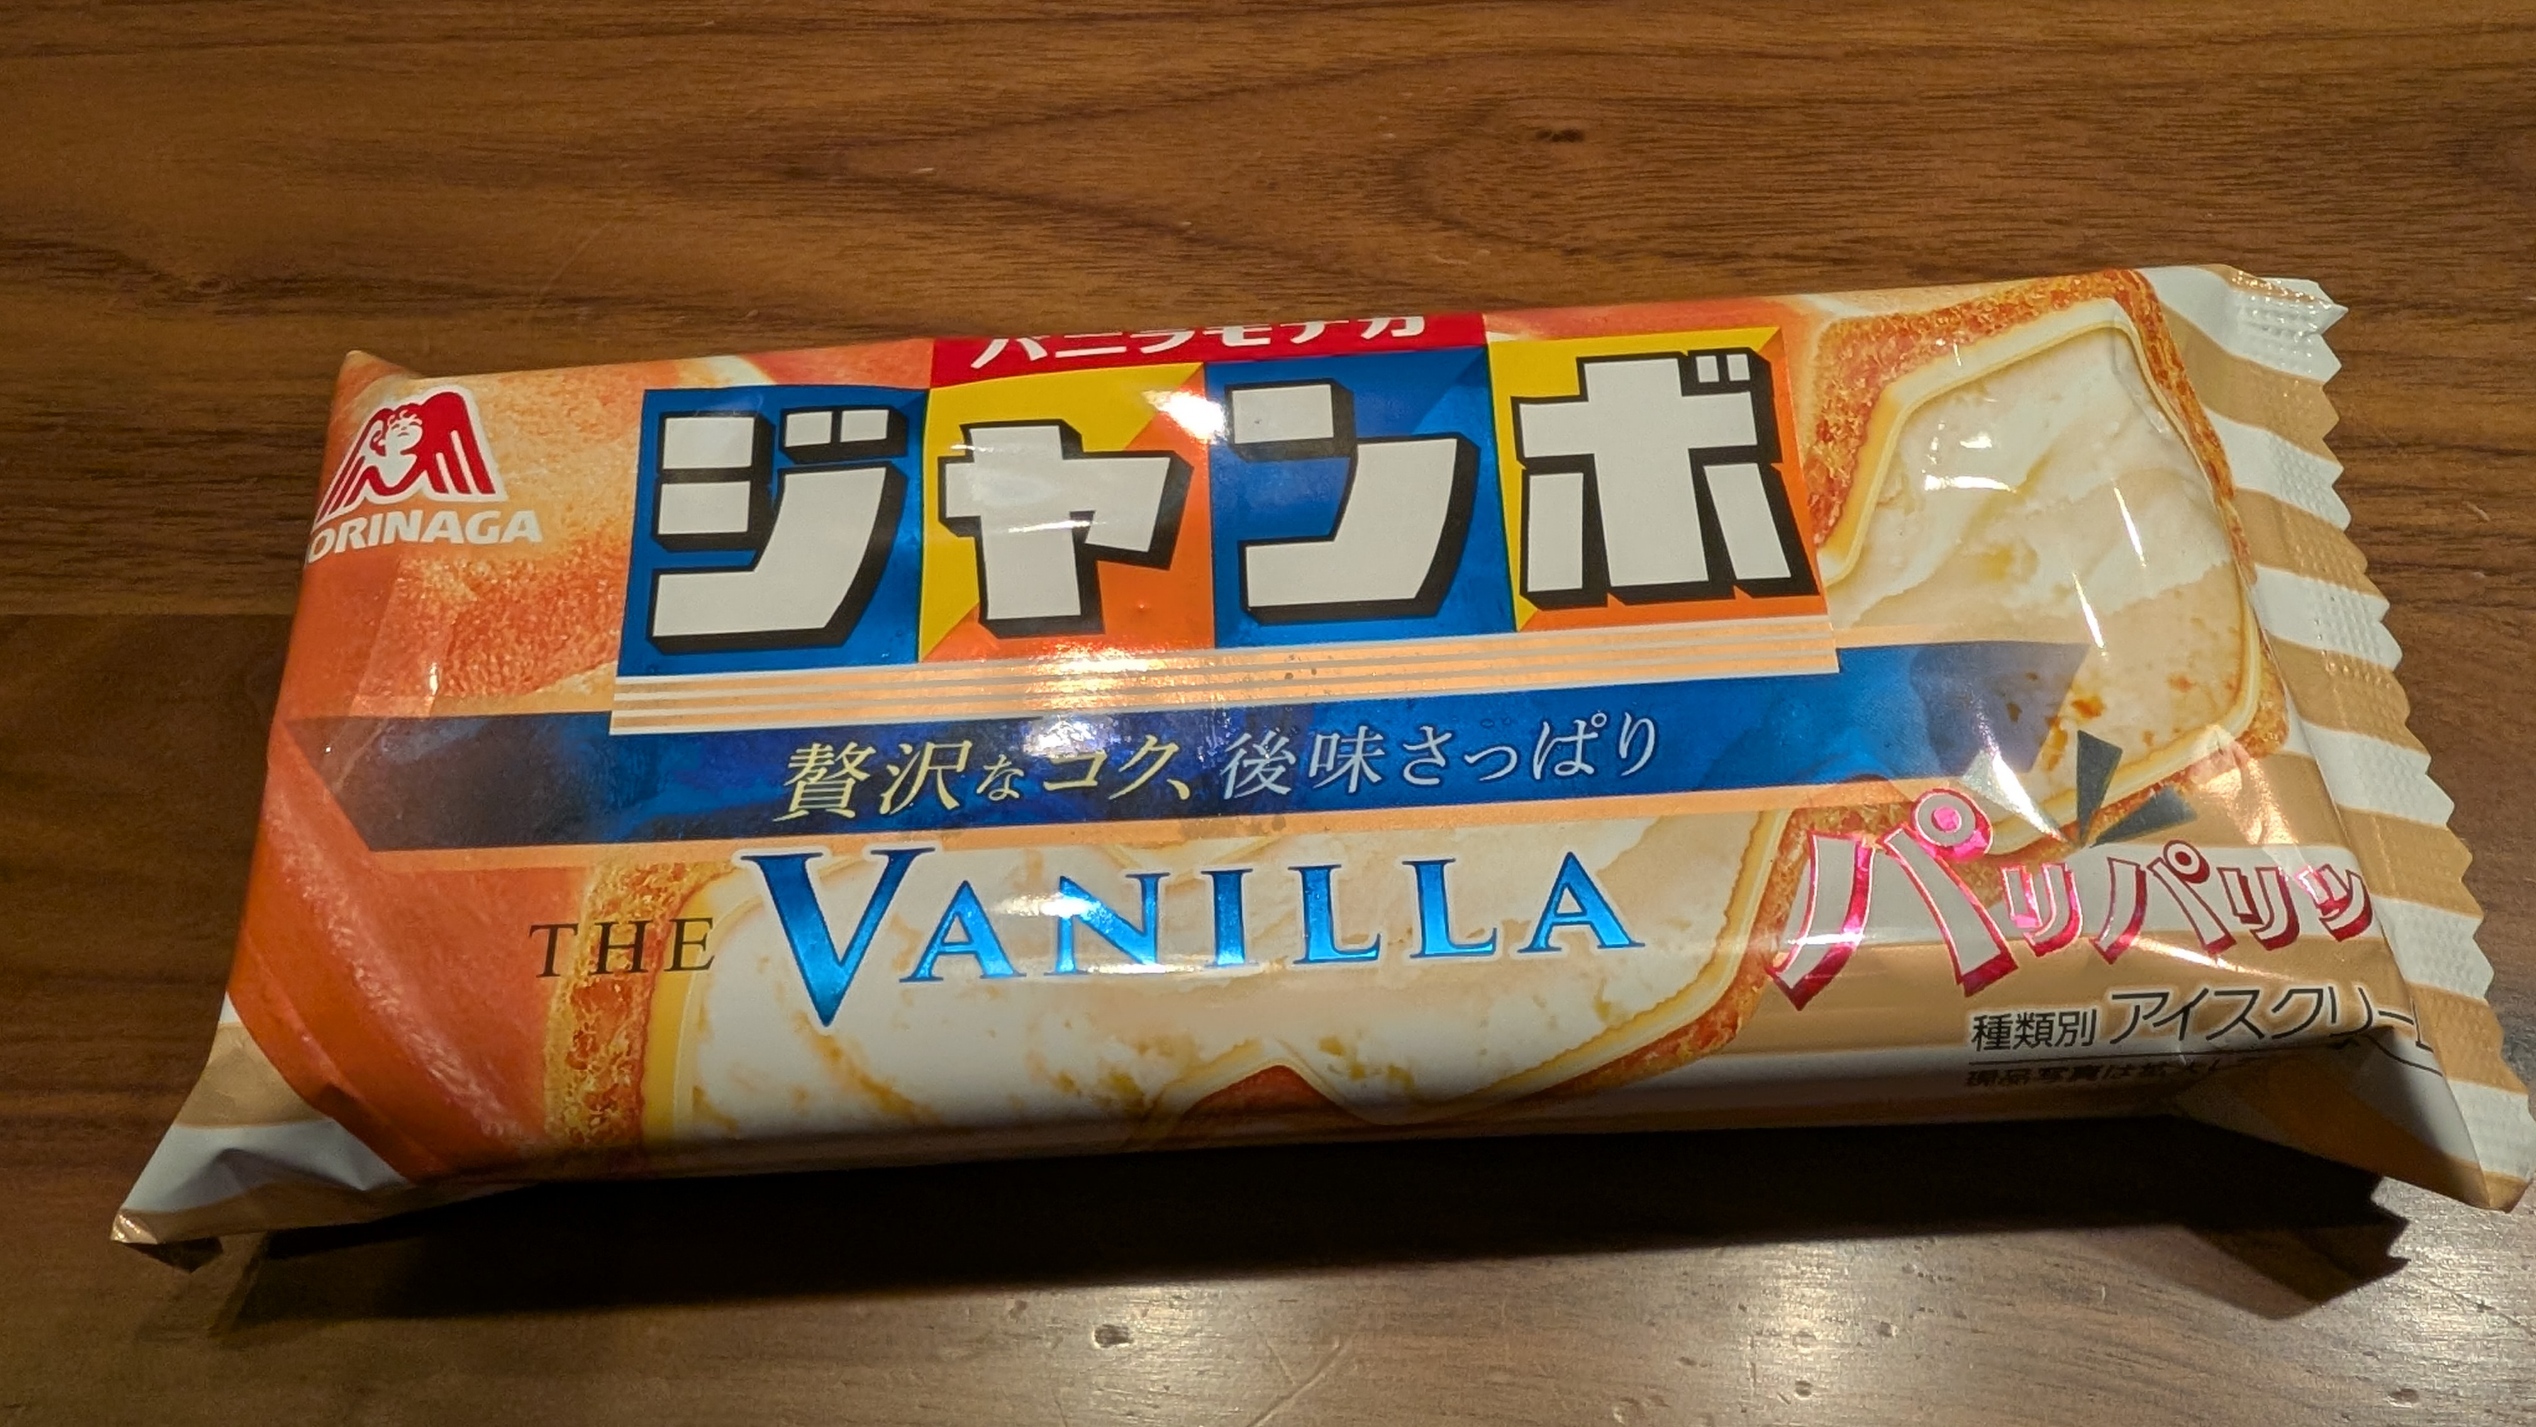 バニラモナカ
ジャンボ
MORINAGA
贅沢なコク、後味さっぱり
THE VANILLA
パリパリッ
種類別 アイスクリーム